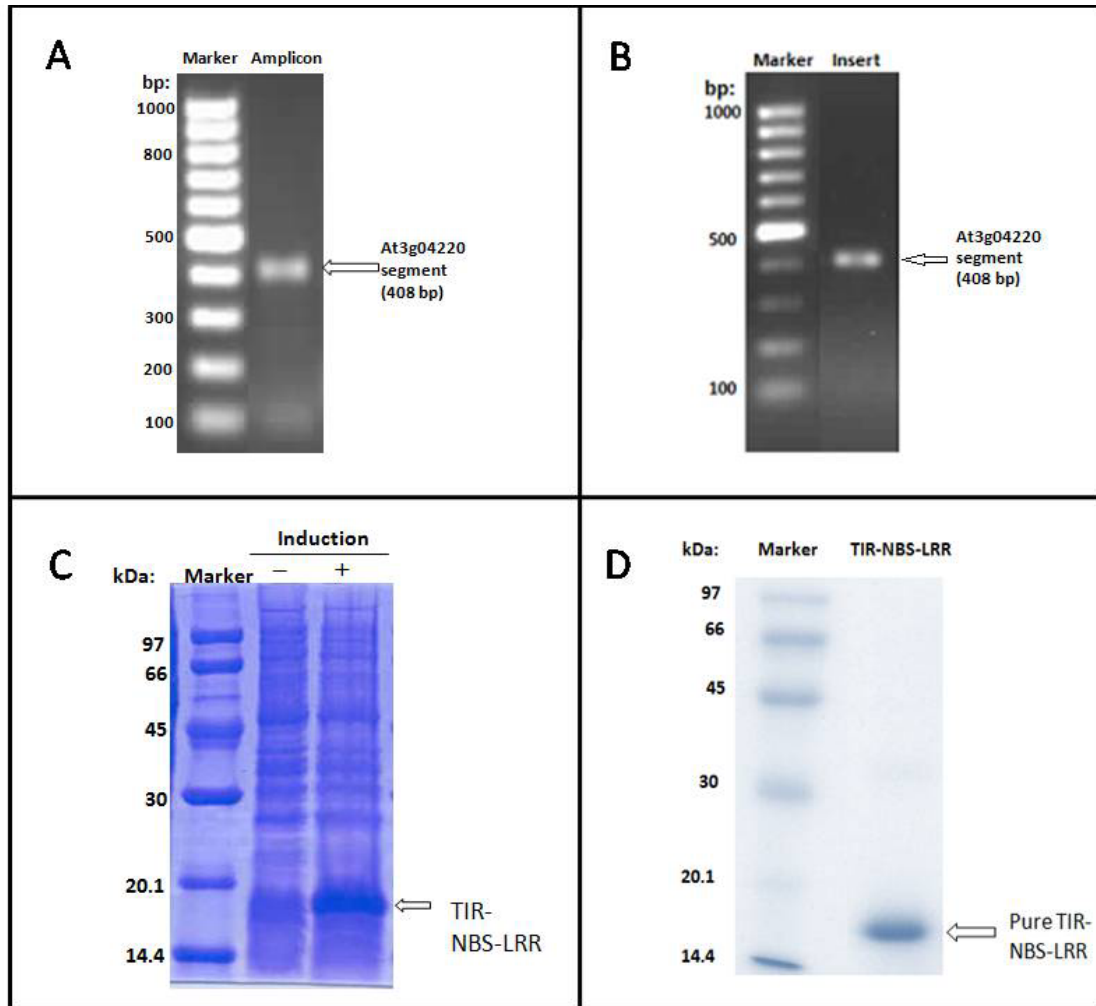 A
Marker Amplicon
bp:
1000
800
500
300
200
100
At3g04220
segment
(408 bp)
B
Marker Insert
bp:
1000
500
100
At3g04220
segment
(408 bp)
C
Induction
kDa: Marker – +
97
66
45
30
20.1
14.4
TIR-
NBS-LRR
D
kDa: Marker TIR-NBS-LRR
97
66
45
30
20.1
14.4
Pure TIR-
NBS-LRR